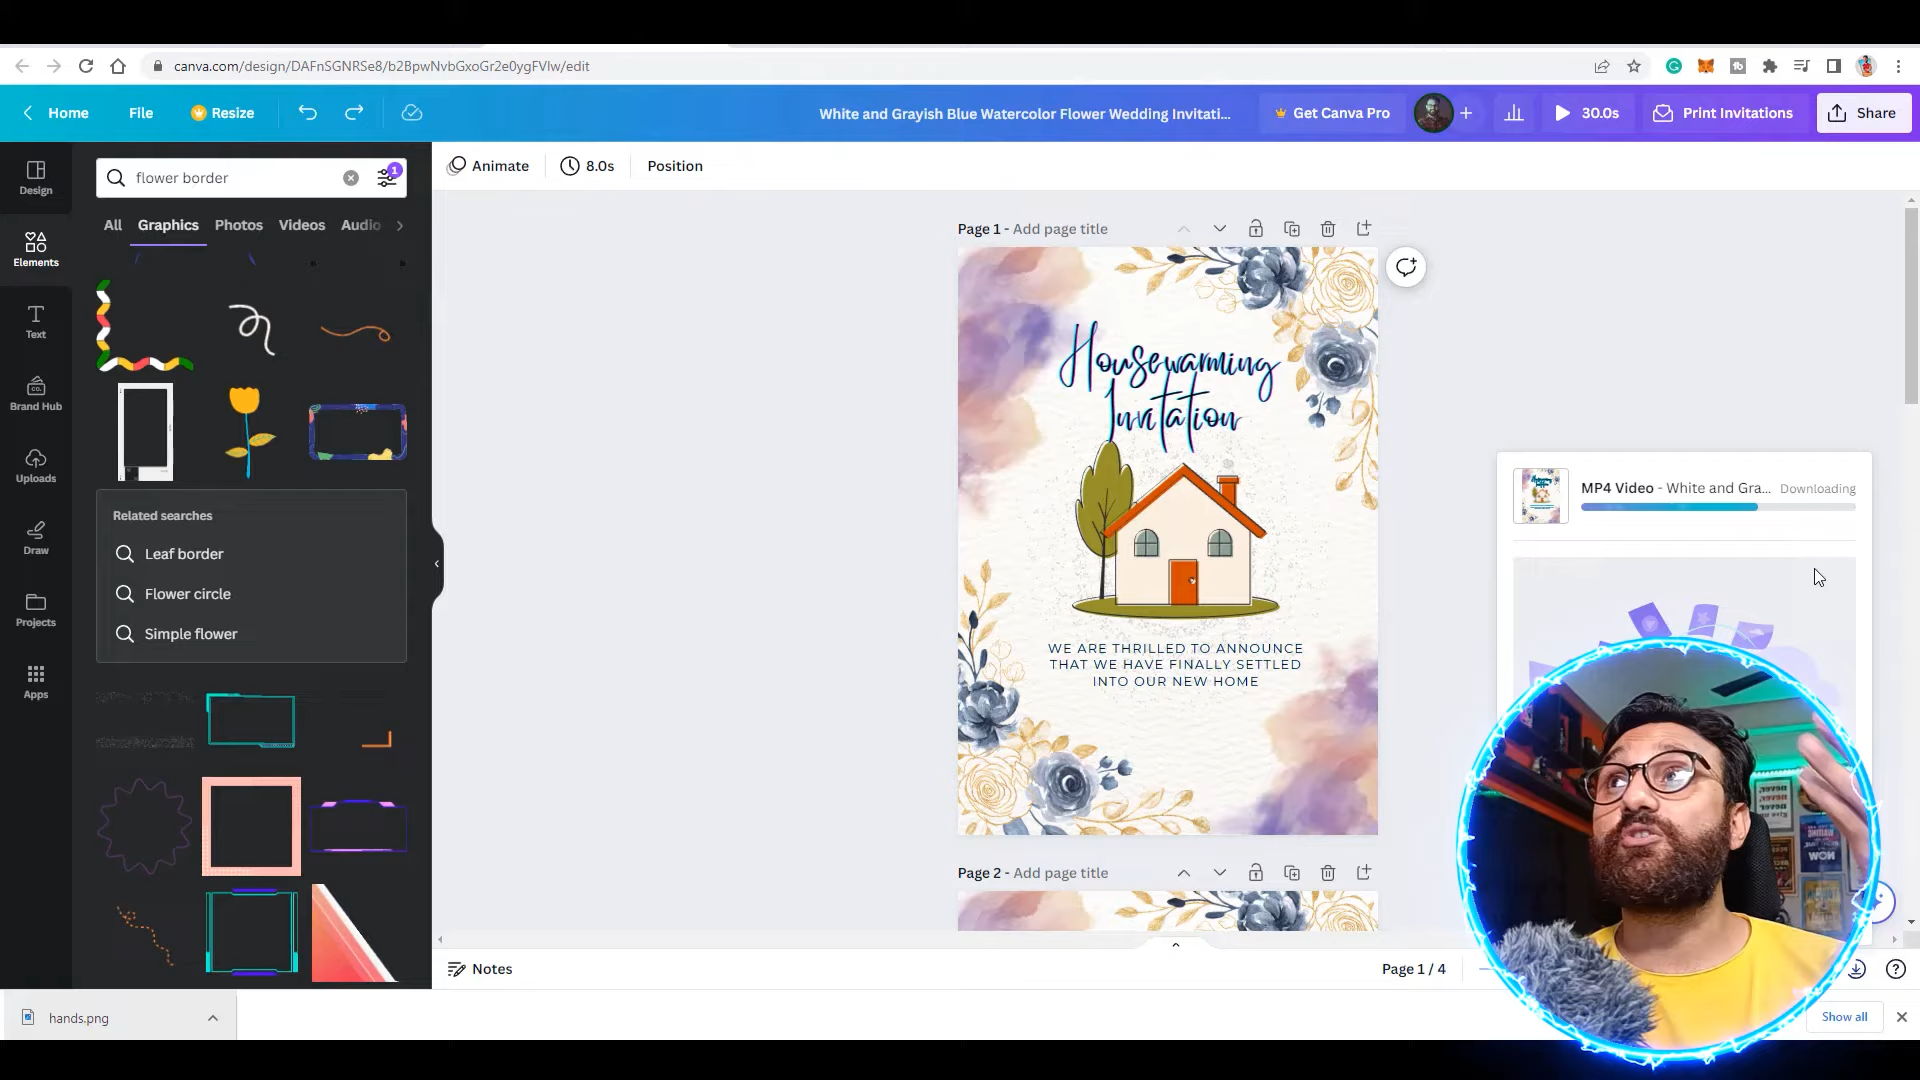 canva.com/design/DAFnSGNRSe8/b2BpwNvbGxoGr2e0ygFVIw/edit
Home
File
Resize
White and Grayish Blue Watercolor Flower Wedding Invitati...
Get Canva Pro
30.0s
Print Invitations
Share
Design
Elements
Text
Brand Hub
Uploads
Draw
Projects
Apps
flower border
1
All Graphics Photos Videos Audio
Related searches
Leaf border
Flower circle
Simple flower
Animate
8.0s
Position
Page 1 - Add page title
Housewarming
Invitation
WE ARE THRILLED TO ANNOUNCE
THAT WE HAVE FINALLY SETTLED
INTO OUR NEW HOME
Page 2 - Add page title
MP4 Video - White and Gra... Downloading
Notes
Page 1 / 4
hands.png
Show all